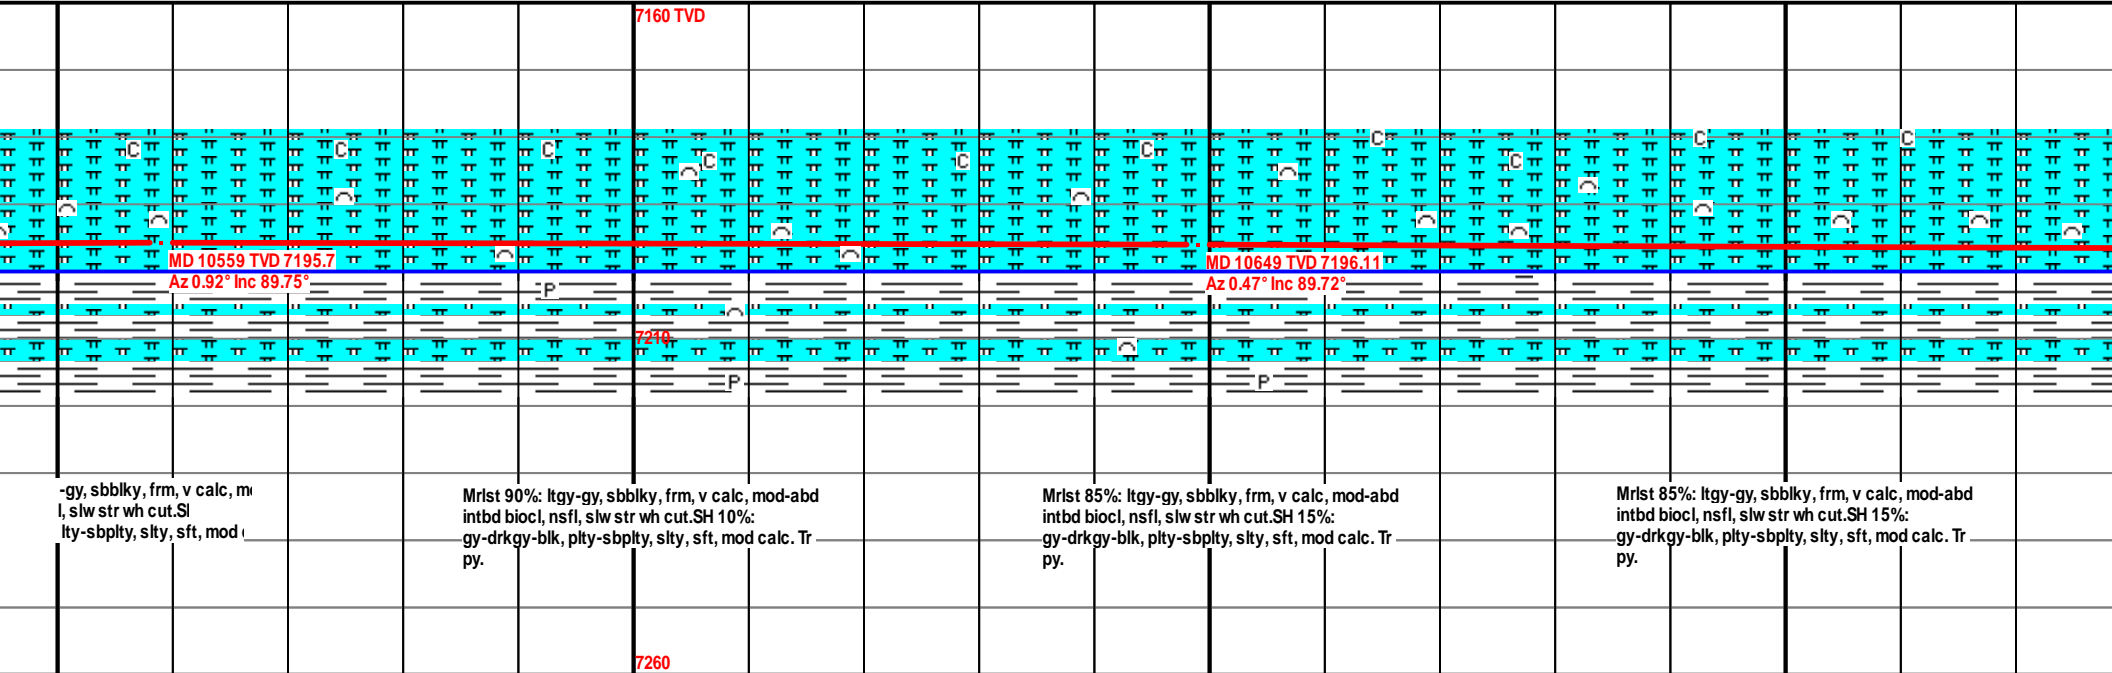 7160 TVD
MD 10559 TVD 7195.7
Az 0.92° Inc 89.75°
MD 10649 TVD 7196.11
Az 0.47° Inc 89.72°
C
C
C
C
C
C
C
C
C
C
P
P
P
7210
-gy, sbblky, frm, v calc,
l, slw str wh cut.
lty-sbplty, slty, sft, mod
Mrlst 90%: ltgy-gy, sbblky, frm, v calc, mod-abd
intbd biocl, nsfl, slw str wh cut.SH 10%:
gy-drkgy-blk, plty-sbplty, slty, sft, mod calc. Tr
py.
Mrlst 85%: ltgy-gy, sbblky, frm, v calc, mod-abd
intbd biocl, nsfl, slw str wh cut.SH 15%:
gy-drkgy-blk, plty-sbplty, slty, sft, mod calc. Tr
py.
Mrlst 85%: ltgy-gy, sbblky, frm, v calc, mod-abd
intbd biocl, nsfl, slw str wh cut.SH 15%:
gy-drkgy-blk, plty-sbplty, slty, sft, mod calc. Tr
py.
7260